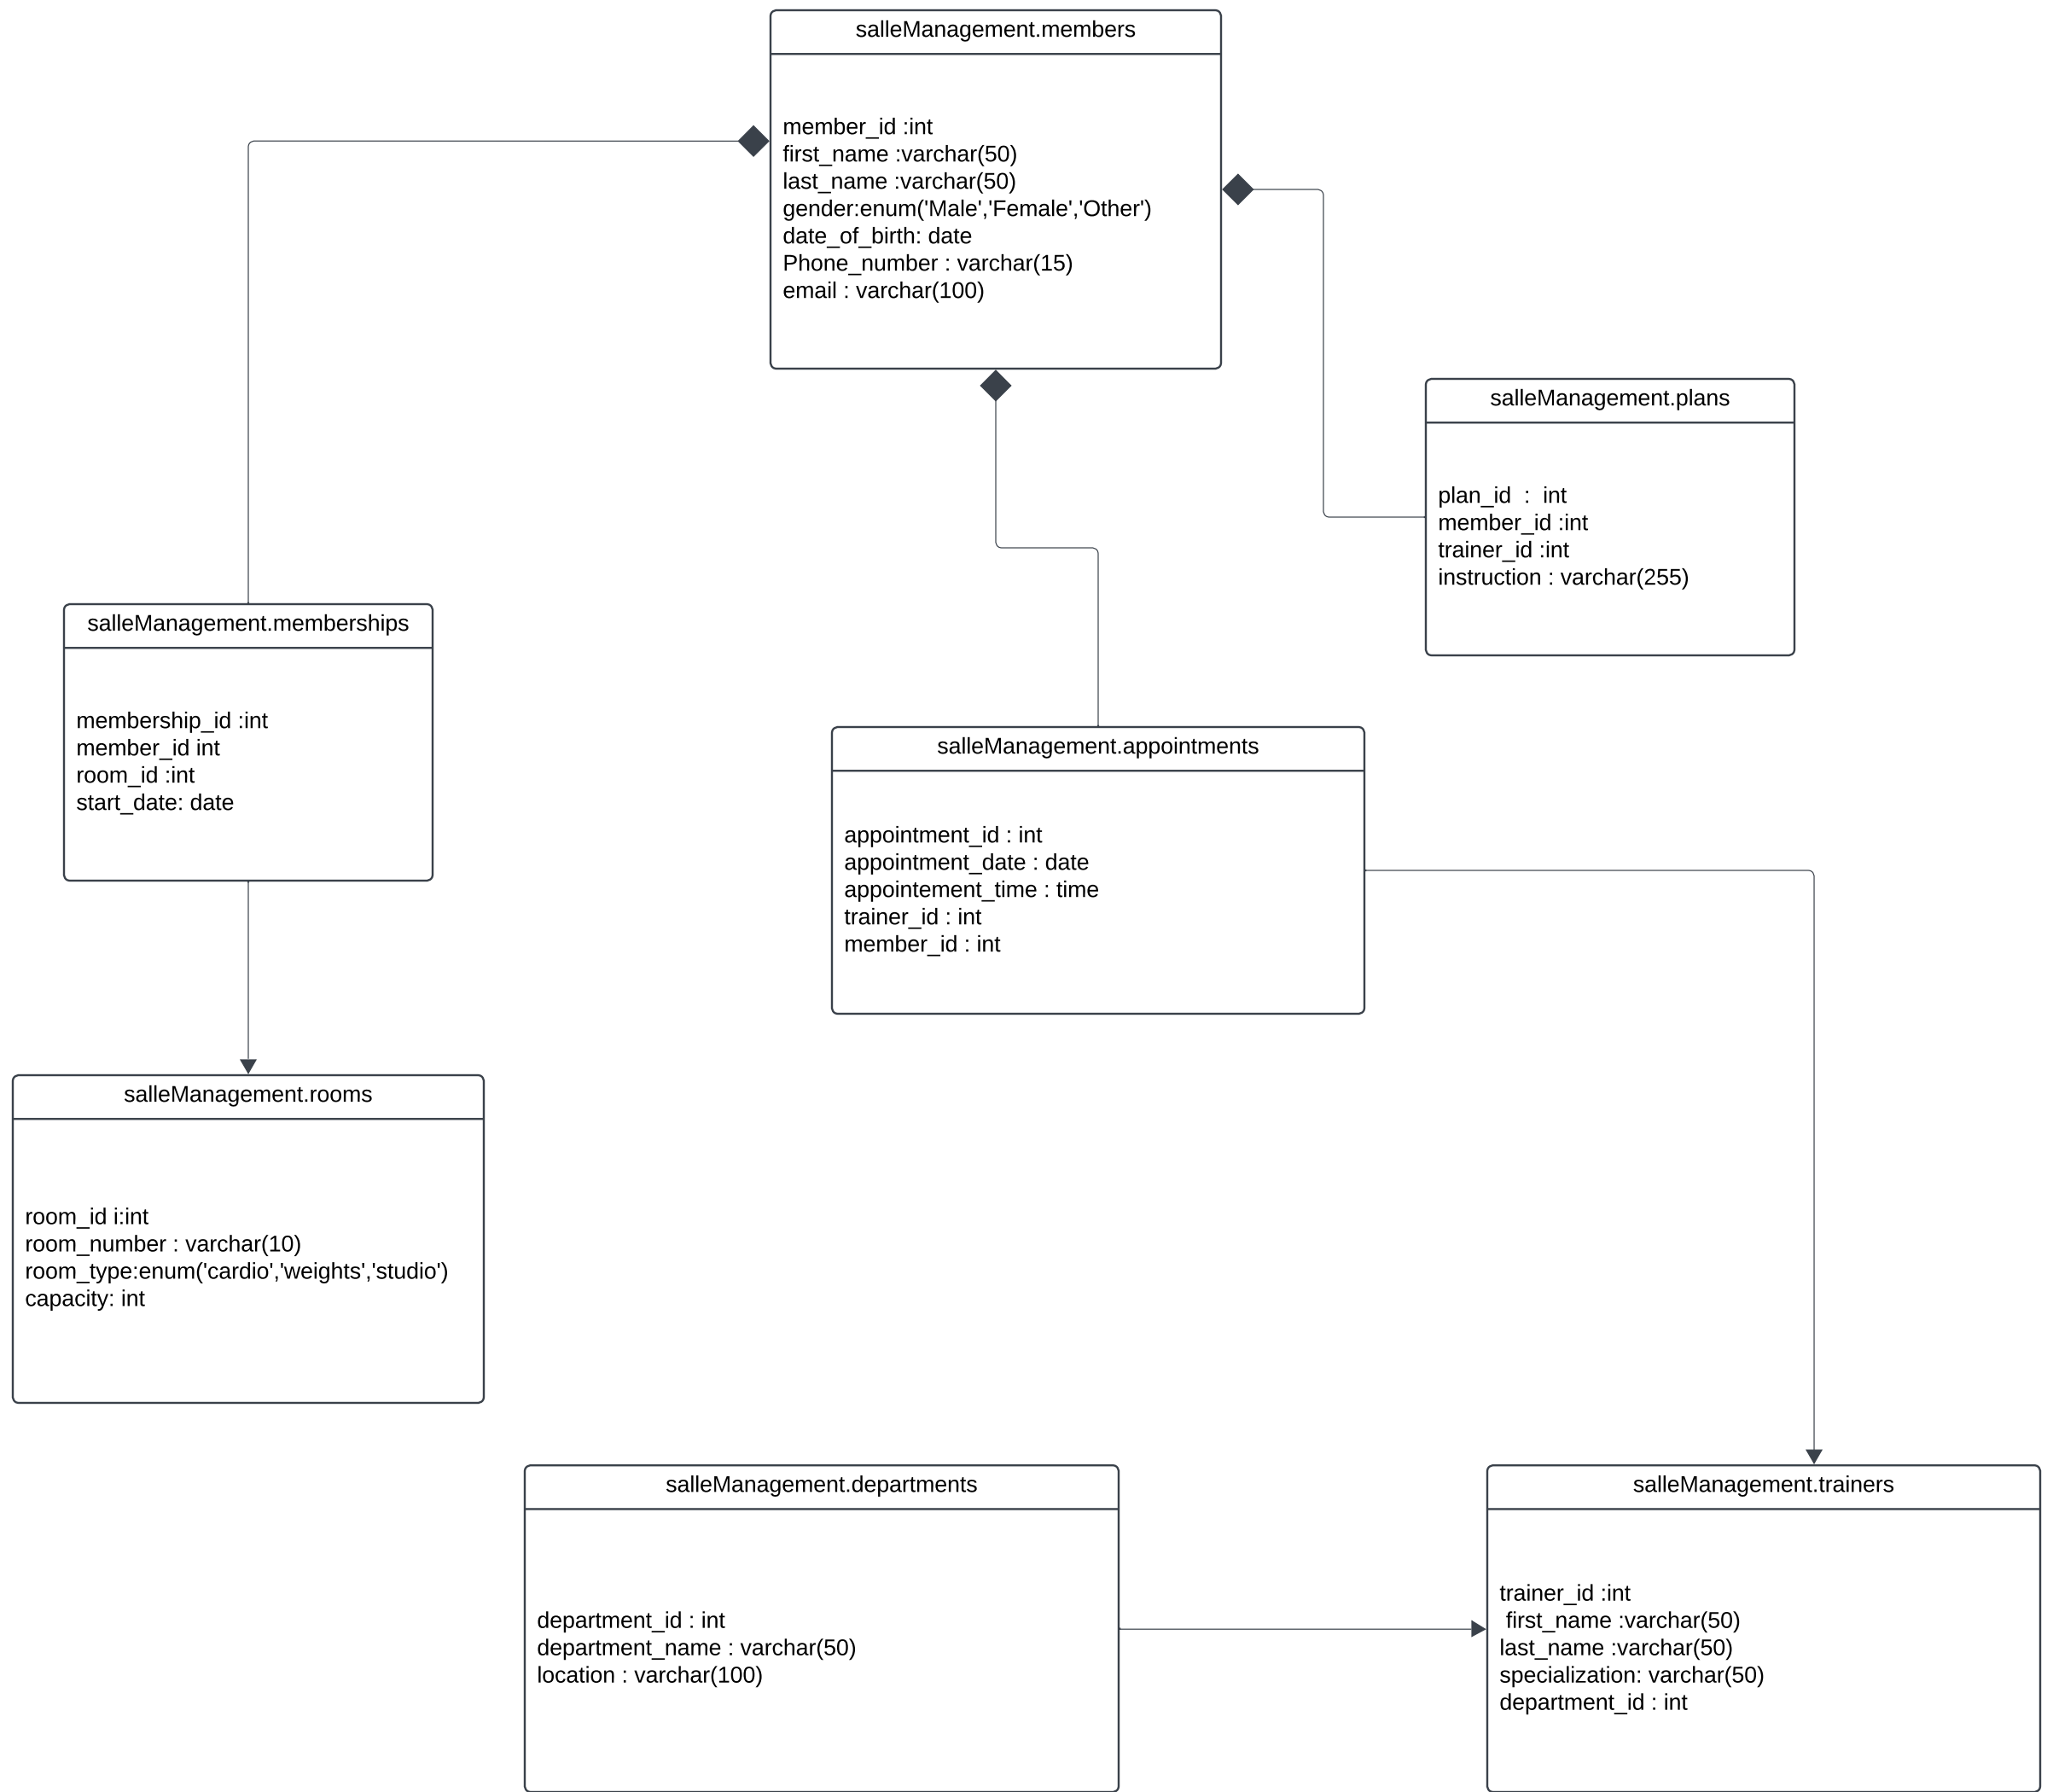 salleManagement.members
member_id :int
first_name :varchar(50)
last_name :varchar(50)
gender:enum('Male','Female','Other')
date_of_birth: date
Phone_number : varchar(15)
email : varchar(100)
salleManagement.plans
plan_id  :  int
member_id :int
trainer_id :int
instruction : varchar(255)
salleManagement.memberships
membership_id :int
member_id int
room_id :int
start_date: date
salleManagement.appointments
appointment_id : int
appointment_date : date
appointement_time : time
trainer_id : int
member_id : int
salleManagement.rooms
room_id i:int
room_number : varchar(10)
room_type:enum('cardio','weights','studio')
capacity: int
salleManagement.departments
department_id : int
department_name : varchar(50)
location : varchar(100)
salleManagement.trainers
trainer_id :int
first_name :varchar(50)
last_name :varchar(50)
specialization: varchar(50)
department_id : int